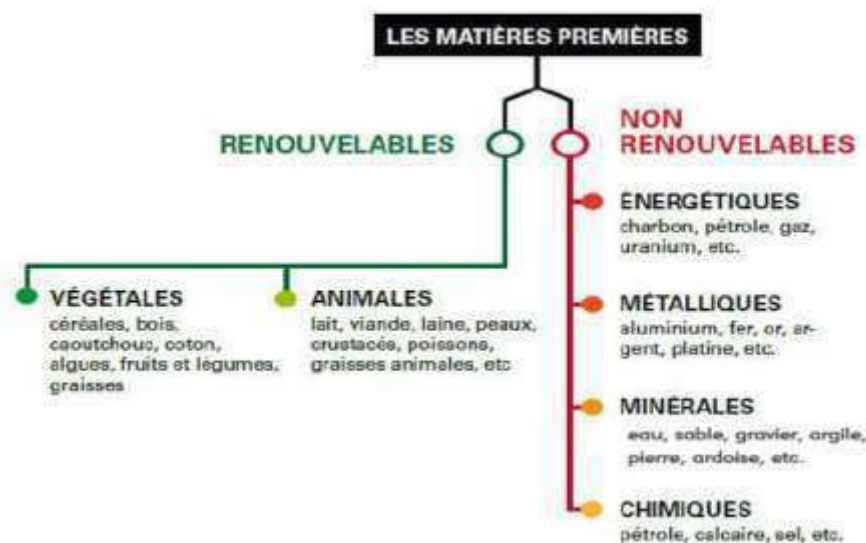 LES MATIÈRES PREMIÈRES
RENOUVELABLES
NON
RENOUVELABLES
ÉNERGÉTIQUES
charbon, pétrole, gaz,
uranium, etc.
VÉGÉTALES
céréales, bois,
caoutchouc, coton,
algues, fruits et légumes,
graisses
ANIMALES
lait, viande, laine, peaux,
crustacés, poissons,
graisses animales, etc
MÉTALLIQUES
aluminium, fer, or, ar-
gent, platine, etc.
MINÉRALES
eau, sable, gravier, argile,
pierre, ardoise, etc.
CHIMIQUES
pétrole, calcaire, sel, etc.